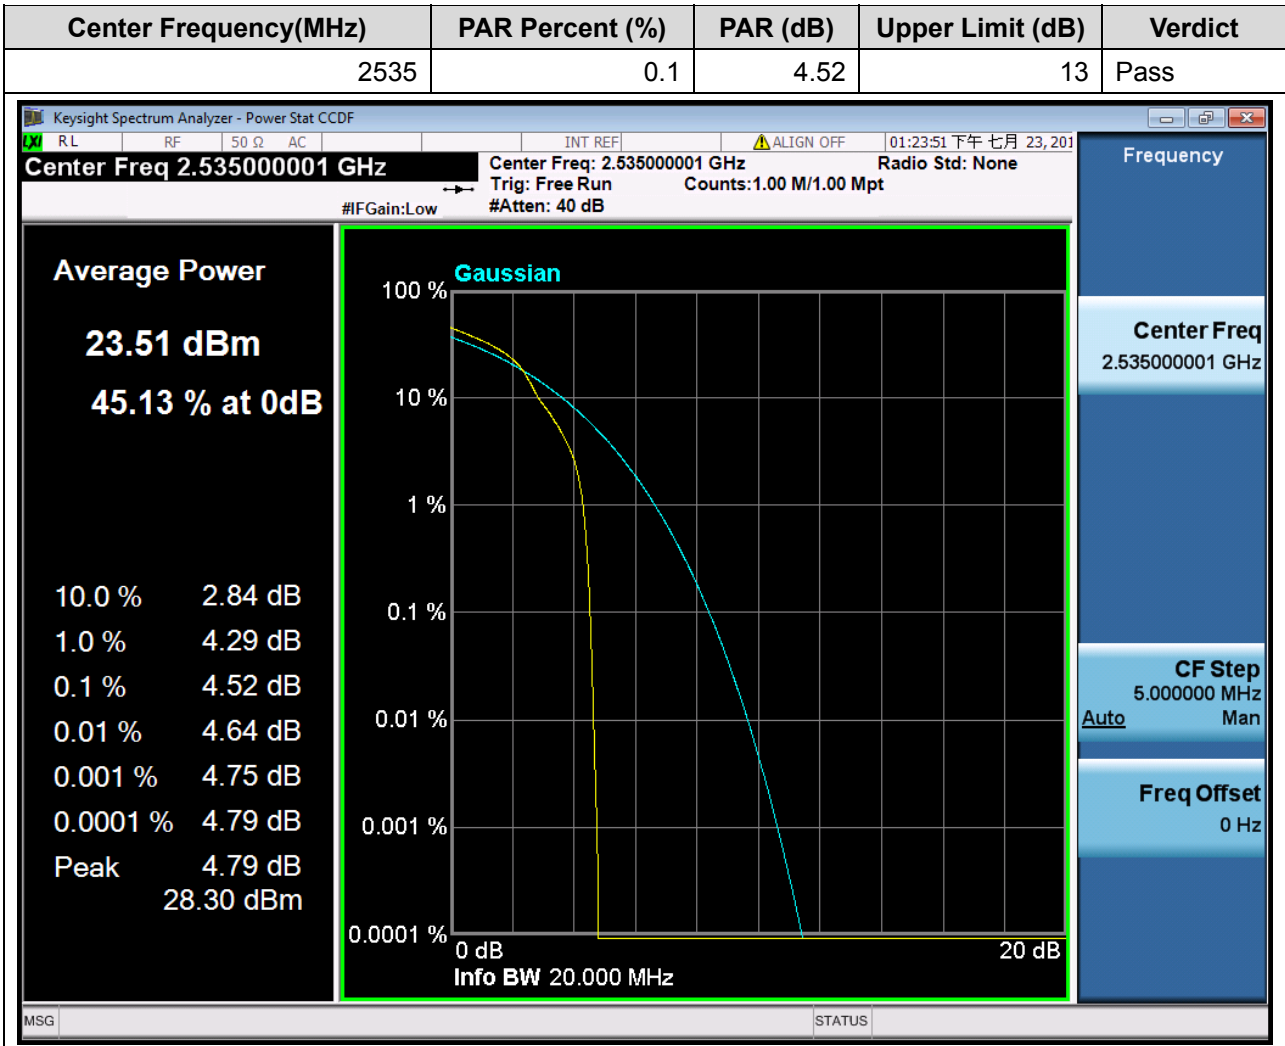 Center Frequency(MHz) PAR Percent (%) PAR (dB) Upper Limit (dB) Verdict
2535 0.1 4.52 13 Pass
Keysight Spectrum Analyzer - Power Stat CCDF
LXI RL RF 50 Ω AC INT REF ALIGN OFF 01:23:51 下午 七月 23, 201
Center Freq 2.535000001 GHz
#IFGain:Low
Center Freq: 2.535000001 GHz Radio Std: None
Trig: Free Run Counts:1.00 M/1.00 Mpt
#Atten: 40 dB
Average Power
23.51 dBm
45.13 % at 0dB
10.0 % 2.84 dB
1.0 % 4.29 dB
0.1 % 4.52 dB
0.01 % 4.64 dB
0.001 % 4.75 dB
0.0001 % 4.79 dB
Peak 4.79 dB
28.30 dBm
Gaussian
100 %
10 %
1 %
0.1 %
0.01 %
0.001 %
0.0001 %
0 dB 20 dB
Info BW 20.000 MHz
Frequency
Center Freq
2.535000001 GHz
CF Step
5.000000 MHz
Auto Man
Freq Offset
0 Hz
MSG STATUS